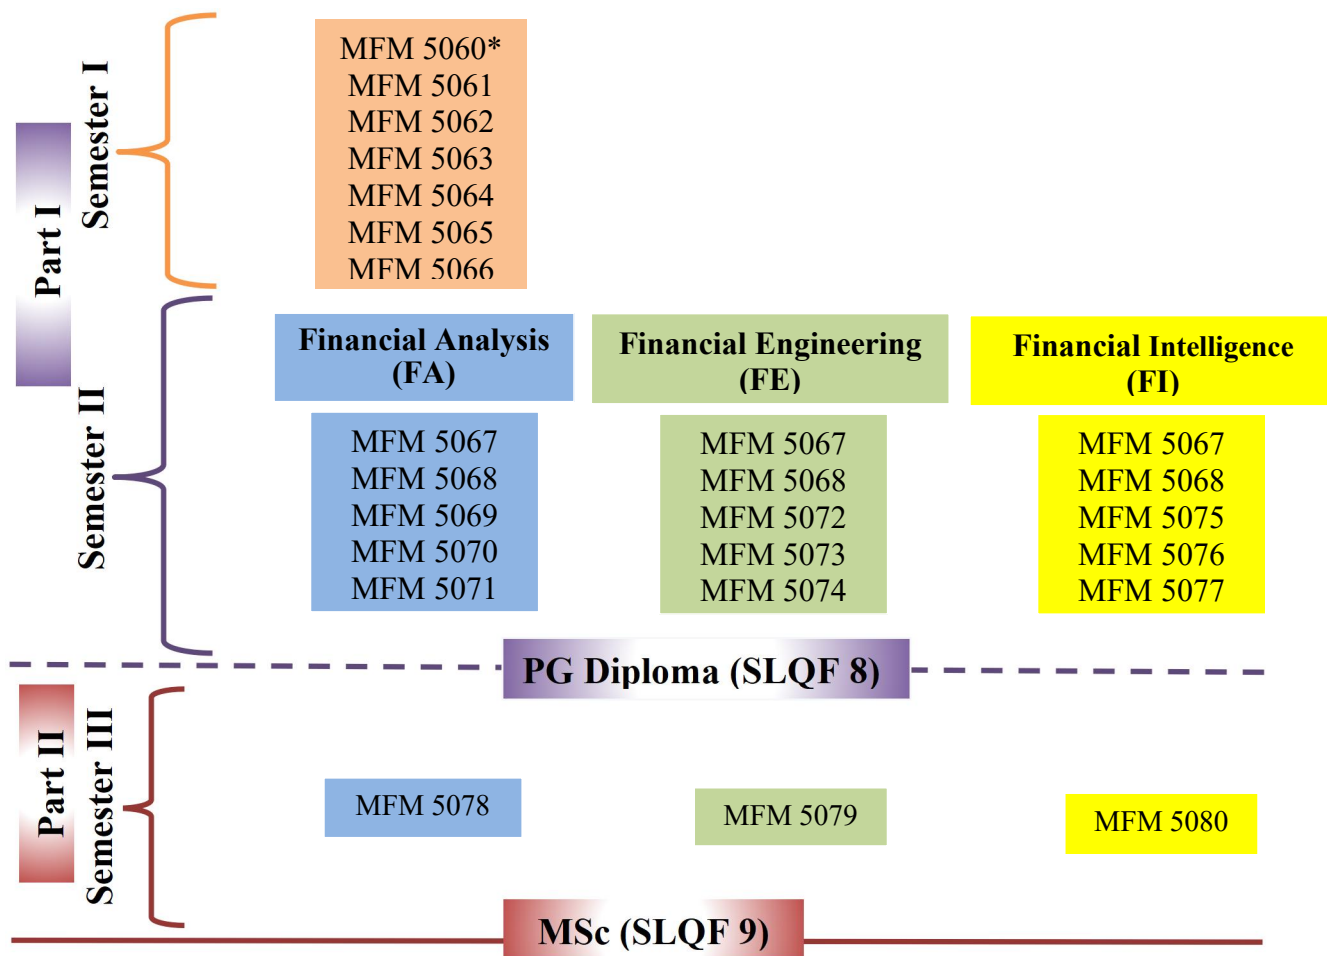 Part I
Semester I
MFM 5060*
MFM 5061
MFM 5062
MFM 5063
MFM 5064
MFM 5065
MFM 5066
Semester II
Financial Analysis
(FA)
MFM 5067
MFM 5068
MFM 5069
MFM 5070
MFM 5071
Financial Engineering
(FE)
MFM 5067
MFM 5068
MFM 5072
MFM 5073
MFM 5074
Financial Intelligence
(FI)
MFM 5067
MFM 5068
MFM 5075
MFM 5076
MFM 5077
PG Diploma (SLQF 8)
Part II
Semester III
MFM 5078
MFM 5079
MFM 5080
MSc (SLQF 9)